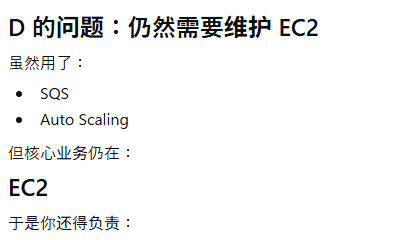 D 的问题：仍然需要维护 EC2
虽然用了：
• SQS
• Auto Scaling
但核心业务仍在：
EC2
于是你还得负责：